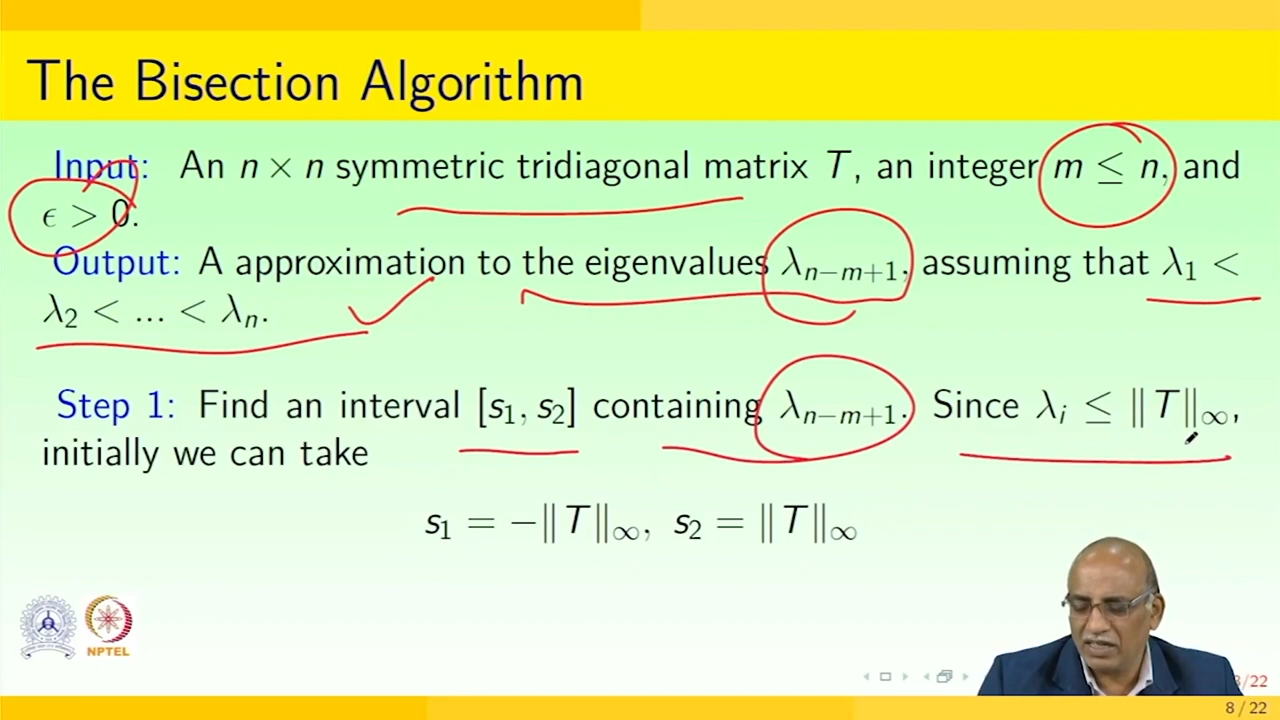 The Bisection Algorithm
Input: An n × n symmetric tridiagonal matrix T, an integer m ≤ n, and
ϵ > 0.
Output: A approximation to the eigenvalues λₙ₋ₘ₊₁, assuming that λ₁ <
λ₂ < ... < λₙ.
Step 1: Find an interval [s₁, s₂] containing λₙ₋ₘ₊₁. Since λᵢ ≤ ‖T‖∞,
initially we can take
s₁ = −‖T‖∞, s₂ = ‖T‖∞
NPTEL
8 / 22